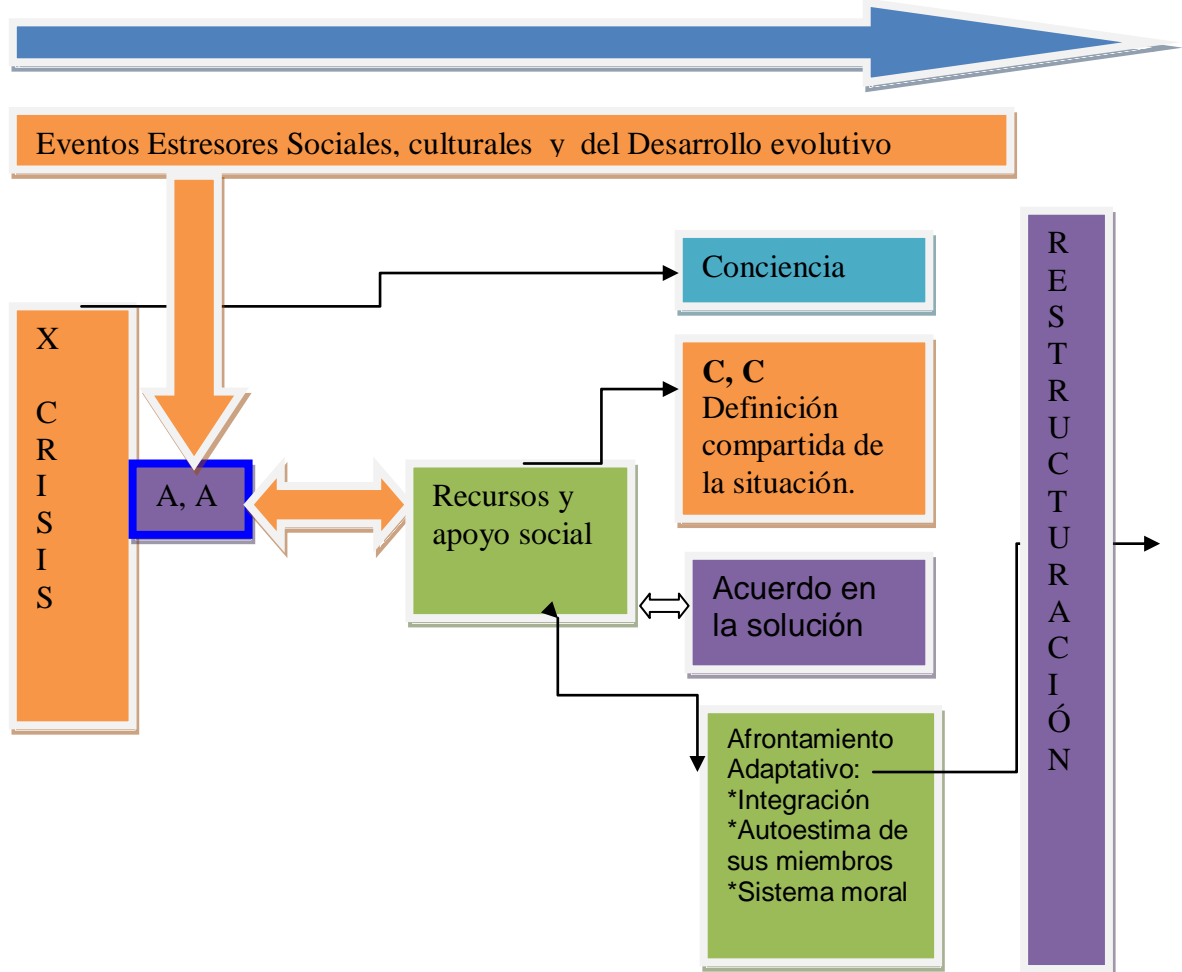 Eventos Estresores Sociales, culturales y del Desarrollo evolutivo
X
C
R
I
S
I
S
A, A
Recursos y
apoyo social
Conciencia
C, C
Definición
compartida de
la situación.
Acuerdo en
la solución
Afrontamiento
Adaptativo:
*Integración
*Autoestima de
sus miembros
*Sistema moral
R
E
S
T
R
U
C
T
U
R
A
C
I
Ó
N